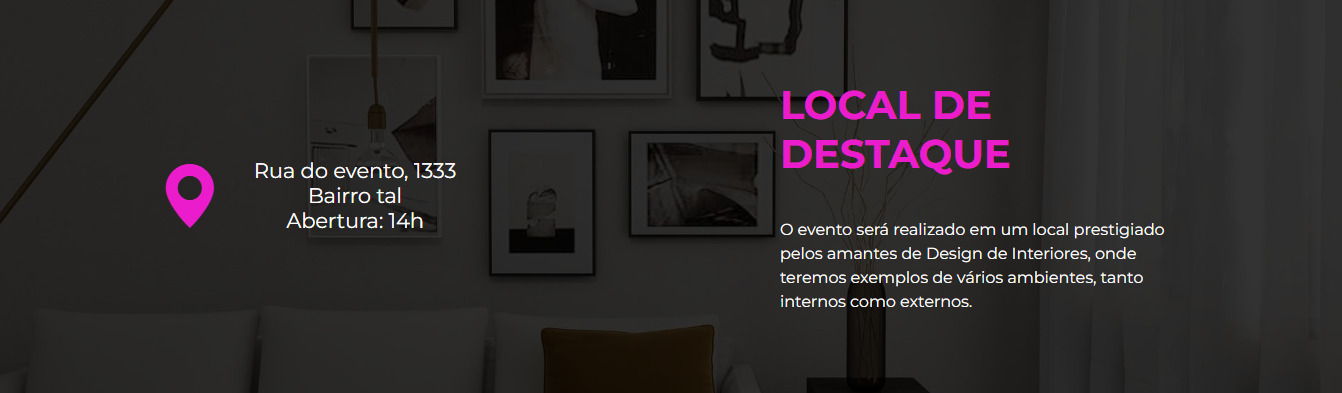 Rua do evento, 1333
Bairro tal
Abertura: 14h
LOCAL DE
DESTAQUE
O evento será realizado em um local prestigiado
pelos amantes de Design de Interiores, onde
teremos exemplos de vários ambientes, tanto
internos como externos.